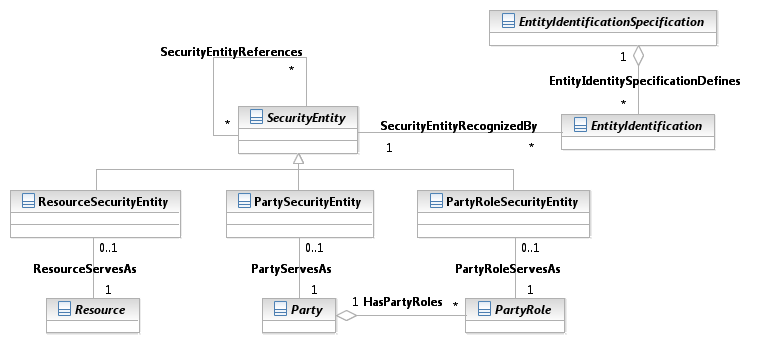 EntityIdentificationSpecification
SecurityEntityReferences
*
1
EntityIdentitySpecificationDefines
*
*
SecurityEntity
SecurityEntityRecognizedBy
EntityIdentification
1
*
ResourceSecurityEntity
PartySecurityEntity
PartyRoleSecurityEntity
0..1
0..1
0..1
ResourceServesAs
PartyServesAs
PartyRoleServesAs
1
1
1
Resource
Party
1
HasPartyRoles
*
PartyRole